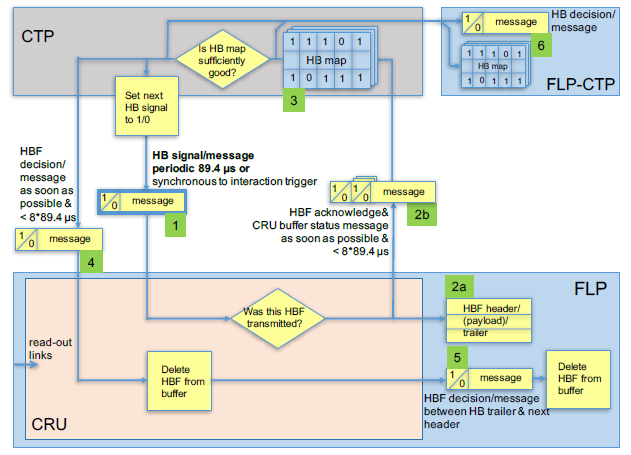 CTP
Is HB map
sufficiently
good?
1 1 1 0 1
HB map
1 0 1 1 1
3
1/0 message
HB decision/
message
6
1 1 1 0 1
HB map
1 0 1 1 1
FLP-CTP
Set next
HB signal
to 1/0
HB signal/message
periodic 89.4 µs or
synchronous to interaction trigger
1/0 message
1
HBF
decision/
message
as soon as
possible &
< 8*89.4 µs
1/0 message
4
1/0 1/0 message
2b
HBF acknowledge&
CRU buffer status message
as soon as possible &
< 8*89.4 µs
FLP
2a
HBF header/
(payload)/
trailer
Was this HBF
transmitted?
read-out
links
Delete
HBF from
buffer
5
1/0 message
HBF decision/message
between HB trailer & next
header
Delete
HBF from
buffer
CRU